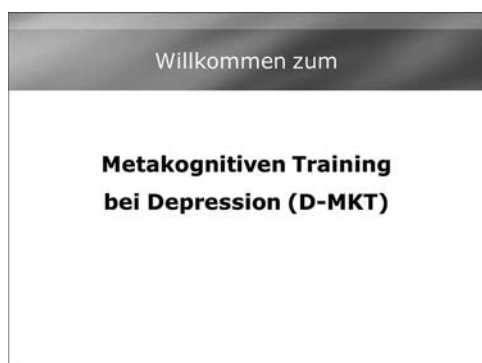 Willkommen zum
Metakognitiven Training
bei Depression (D-MKT)